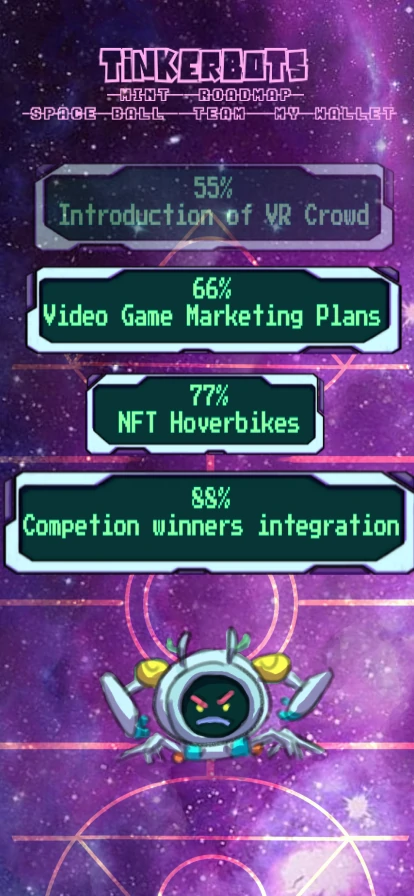 TINKERBOTS
MINT ROADMAP
SPACE BALL TEAM MY WALLET
55%
Introduction of VR Crowd
66%
Video Game Marketing Plans
77%
NFT Hoverbikes
88%
Competion winners integration